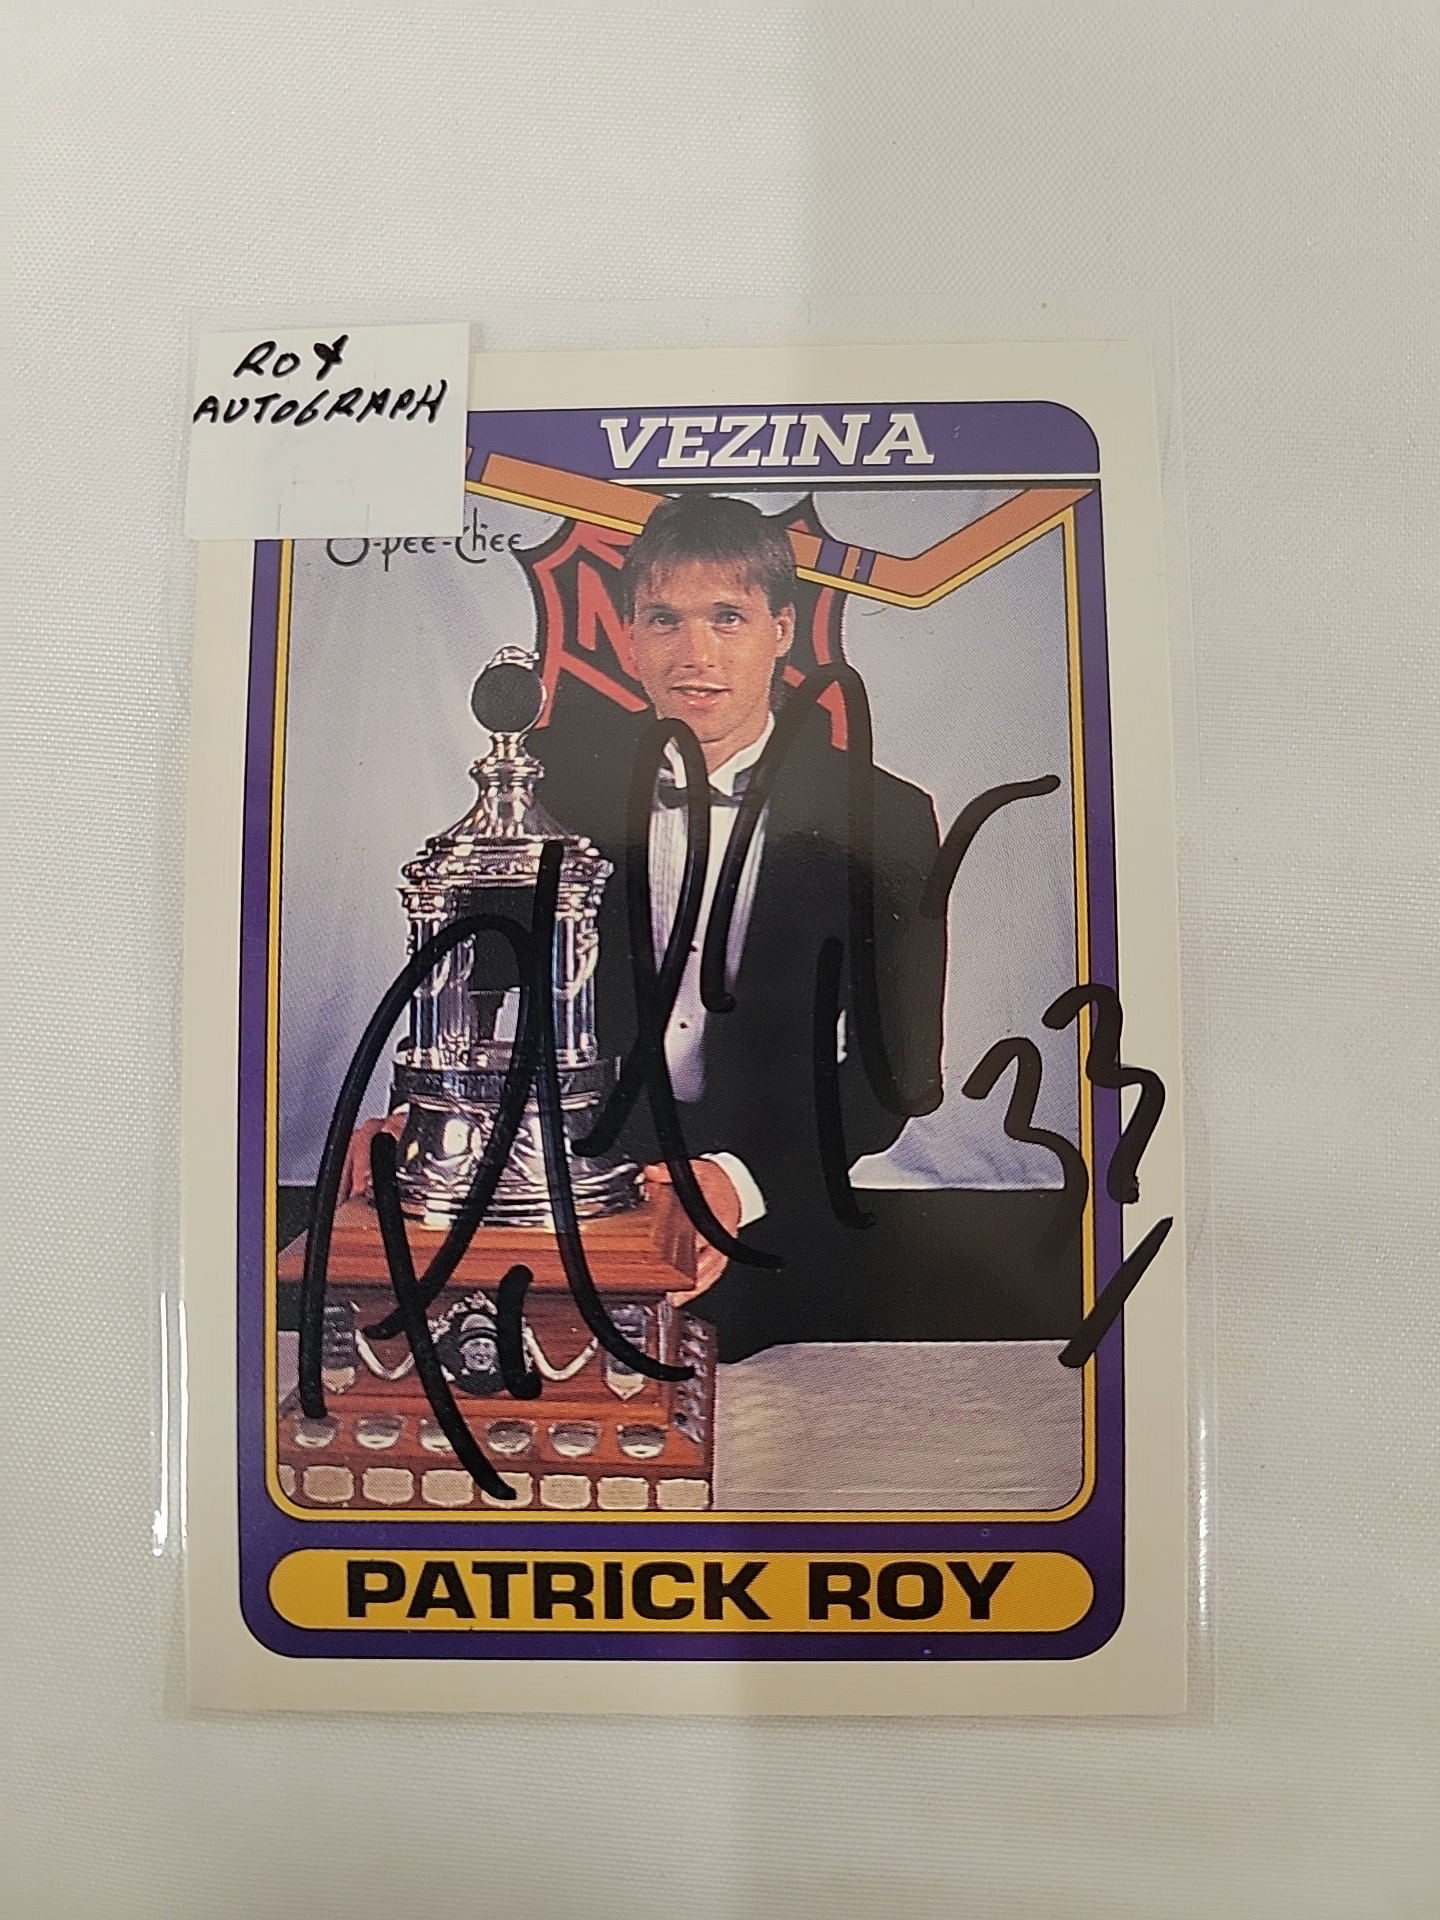 ROY
AUTOGRAPH
VEZINA
O-pee-chee
33
PATRICK ROY